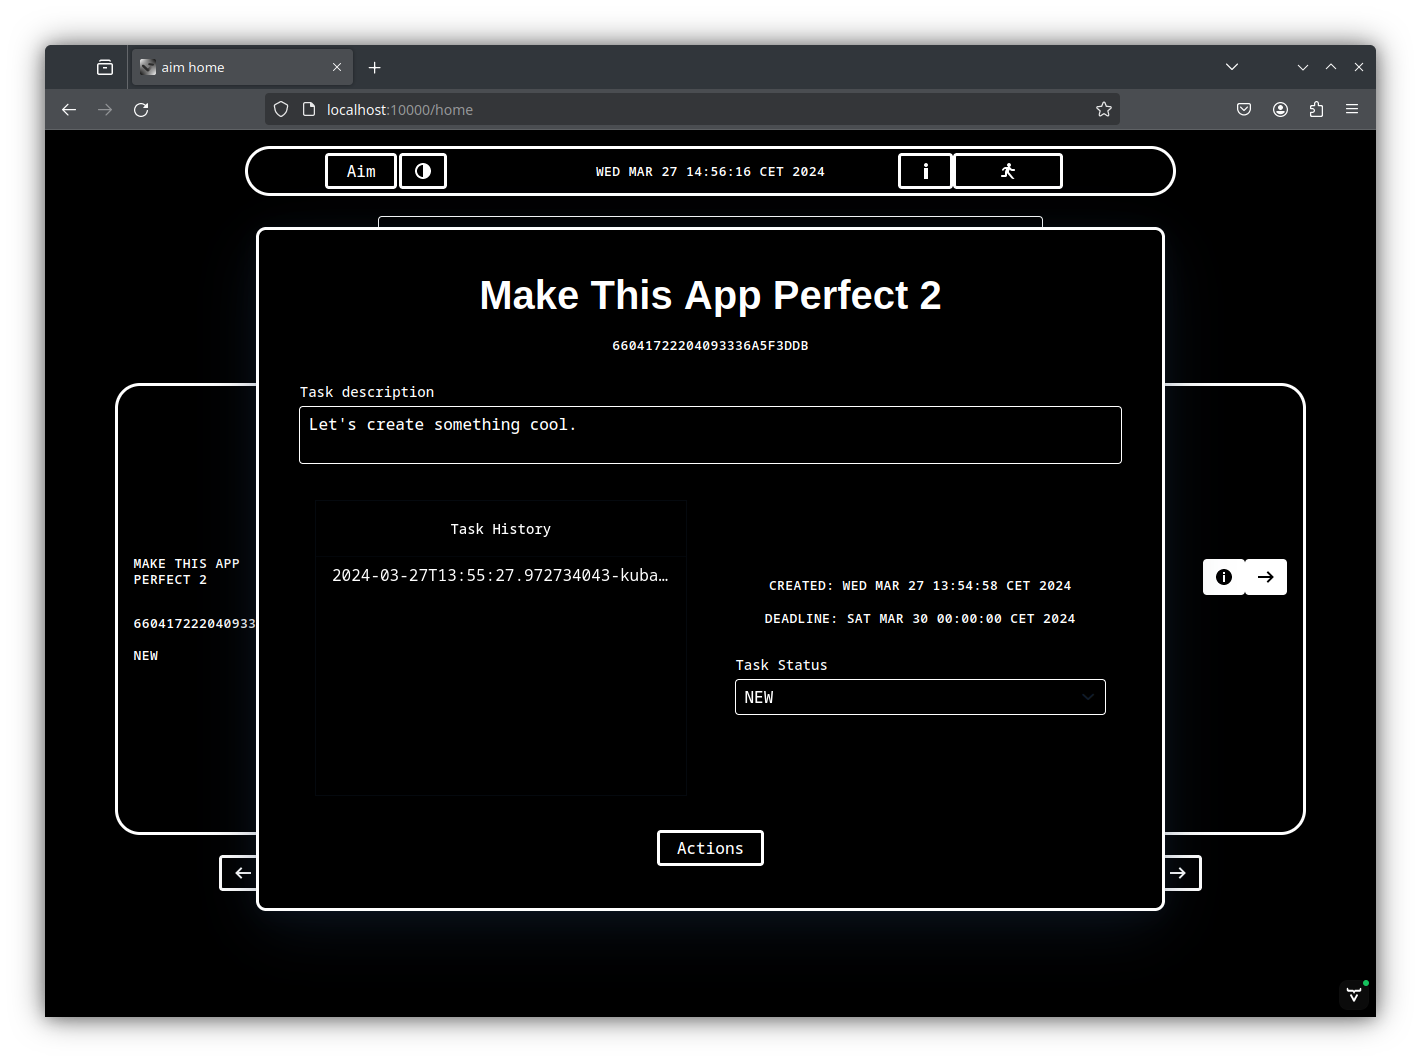 aim home
localhost:10000/home
Aim
WED MAR 27 14:56:16 CET 2024
Make This App Perfect 2
66041722204093336A5F3DDB
Task description
Let's create something cool.
Task History
2024-03-27T13:55:27.972734043-kuba…
CREATED: WED MAR 27 13:54:58 CET 2024
DEADLINE: SAT MAR 30 00:00:00 CET 2024
Task Status
NEW
Actions
MAKE THIS APP
PERFECT 2
660417222040933
NEW